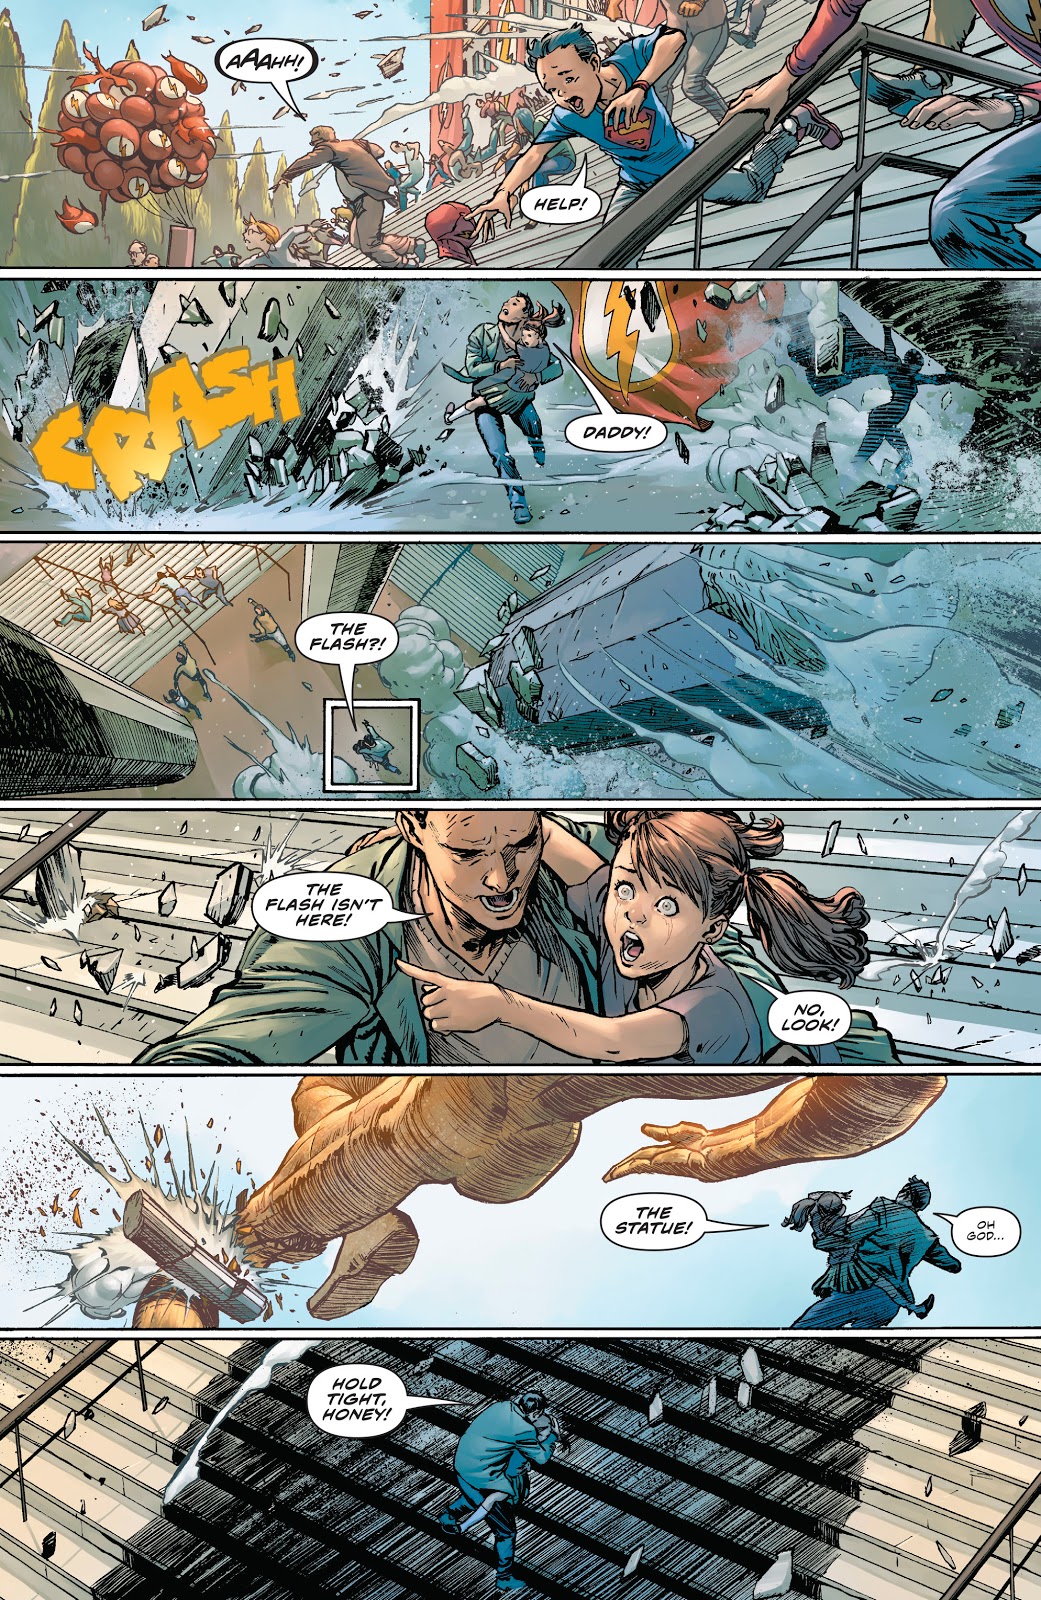 AAAHH!
HELP!
CRASH
DADDY!
THE
FLASH?!
THE
FLASH ISN'T
HERE!
NO,
LOOK!
THE
STATUE!
OH
GOD...
HOLD
TIGHT,
HONEY!